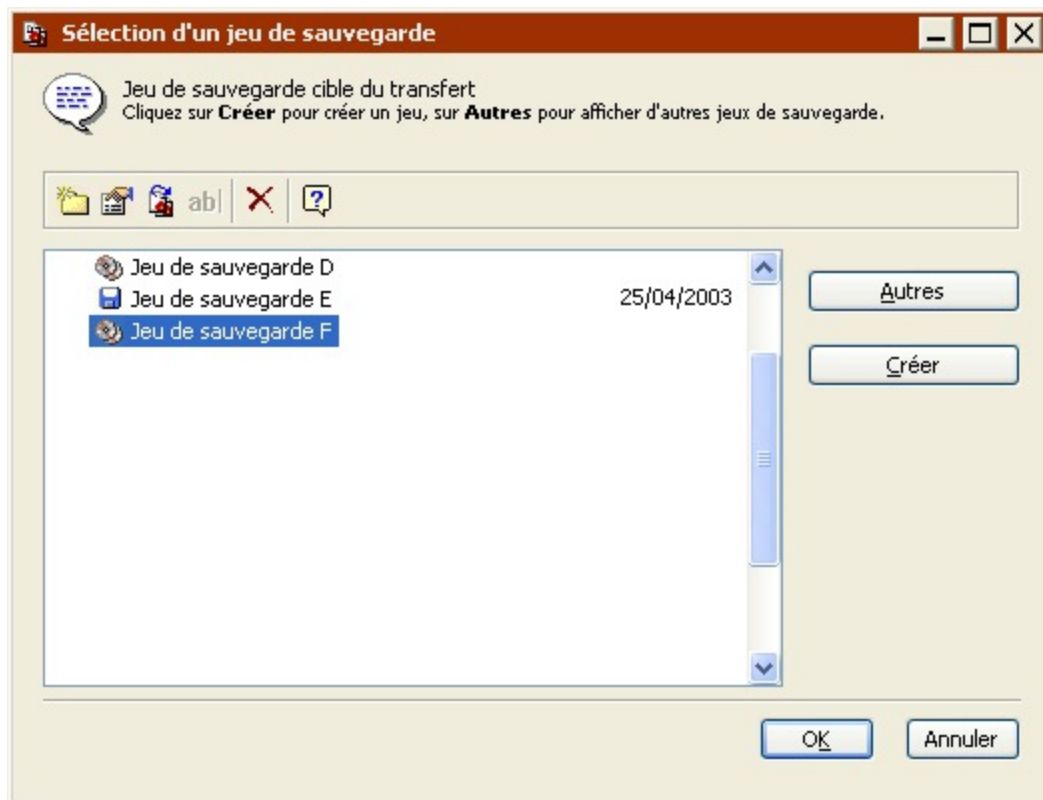 Sélection d'un jeu de sauvegarde
Jeu de sauvegarde cible du transfert
Cliquez sur Créer pour créer un jeu, sur Autres pour afficher d'autres jeux de sauvegarde.
ab|
Jeu de sauvegarde D
Jeu de sauvegarde E 25/04/2003
Jeu de sauvegarde F
Autres
Créer
OK Annuler